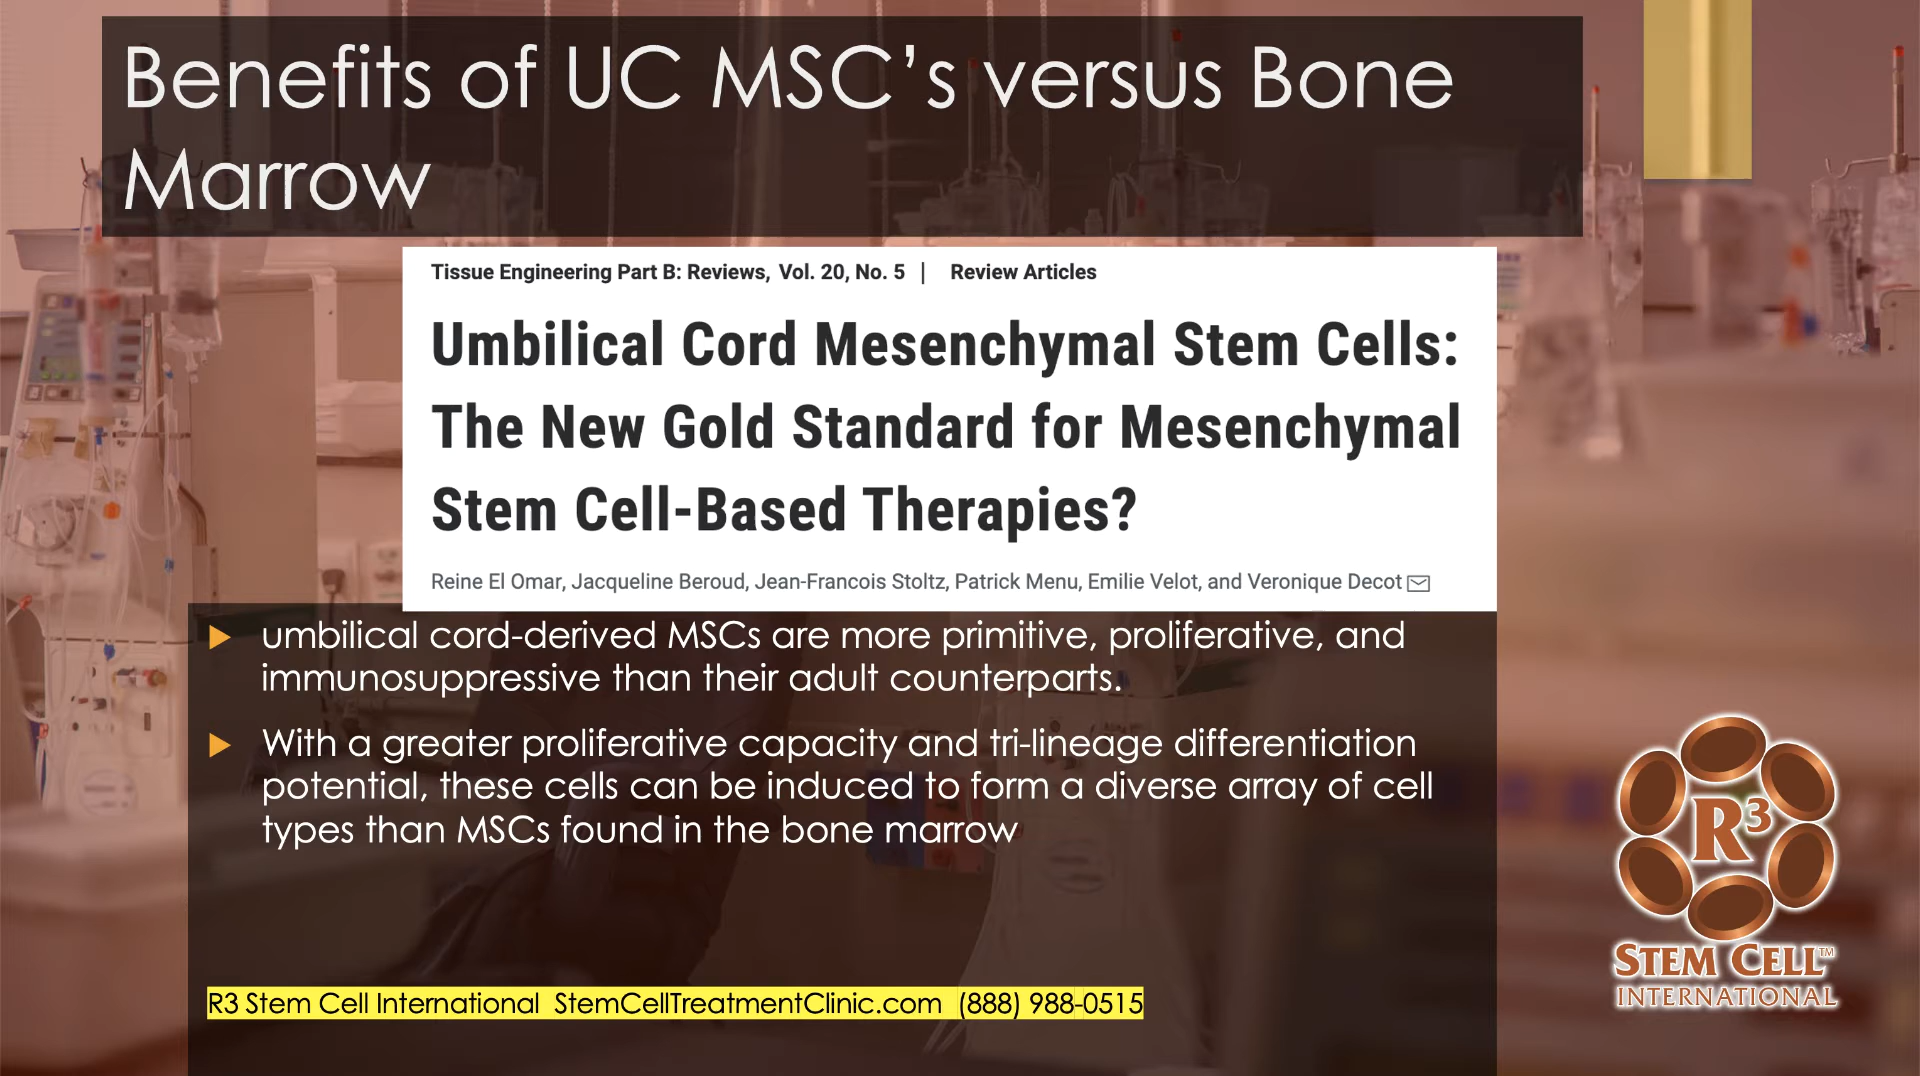 Benefits of UC MSC’s versus Bone
Marrow
Tissue Engineering Part B: Reviews, Vol. 20, No. 5 | Review Articles
Umbilical Cord Mesenchymal Stem Cells:
The New Gold Standard for Mesenchymal
Stem Cell-Based Therapies?
Reine El Omar, Jacqueline Beroud, Jean-Francois Stoltz, Patrick Menu, Emilie Velot, and Veronique Decot
umbilical cord-derived MSCs are more primitive, proliferative, and
immunosuppressive than their adult counterparts.
With a greater proliferative capacity and tri-lineage differentiation
potential, these cells can be induced to form a diverse array of cell
types than MSCs found in the bone marrow
R3 Stem Cell International StemCellTreatmentClinic.com (888) 988-0515
R3
STEM CELL™
INTERNATIONAL